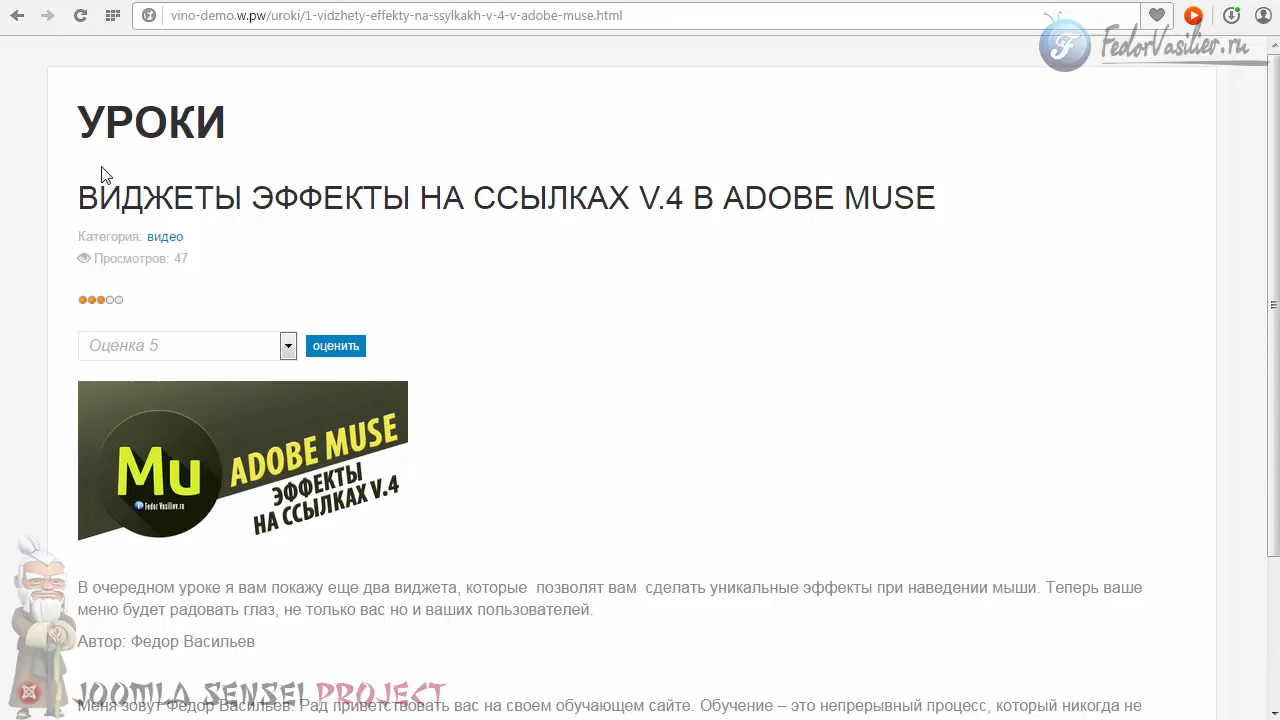 vino-demo.w.pw/uroki/1-vidzhety-effekty-na-ssylkakh-v-4-v-adobe-muse.html
FedorVasiliev.ru
УРОКИ
ВИДЖЕТЫ ЭФФЕКТЫ НА ССЫЛКАХ V.4 В ADOBE MUSE
Категория: видео
Просмотров: 47
Оценка 5
оценить
Mu
Fedor Vasiliev.ru
ADOBE MUSE
ЭФФЕКТЫ
НА ССЫЛКАХ V.4
В очередном уроке я вам покажу еще два виджета, которые позволят вам сделать уникальные эффекты при наведении мыши. Теперь ваше
меню будет радовать глаз, не только вас но и ваших пользователей.
Автор: Федор Васильев
JOOMLA SENSEI PROJECT
Меня зовут Федор Васильев. Рад приветствовать вас на своем обучающем сайте. Обучение – это непрерывный процесс, который никогда не